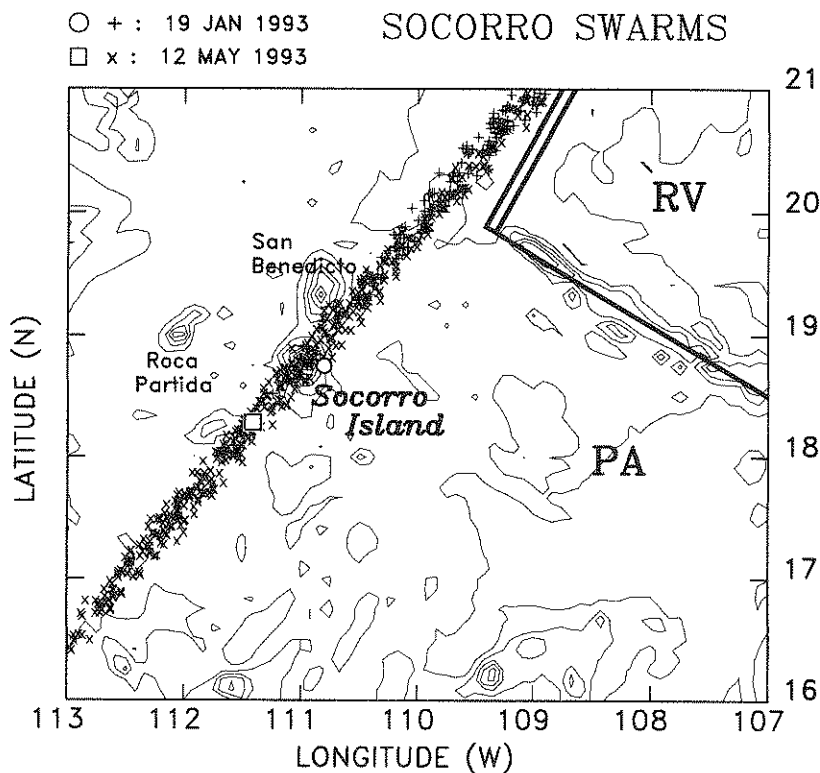 ○ + : 19 JAN 1993
□ x : 12 MAY 1993
SOCORRO SWARMS
21
20
19
18
17
16
RV
San
Benedicto
Roca
Partida
Socorro
Island
PA
LATITUDE (N)
113 112 111 110 109 108 107
LONGITUDE (W)